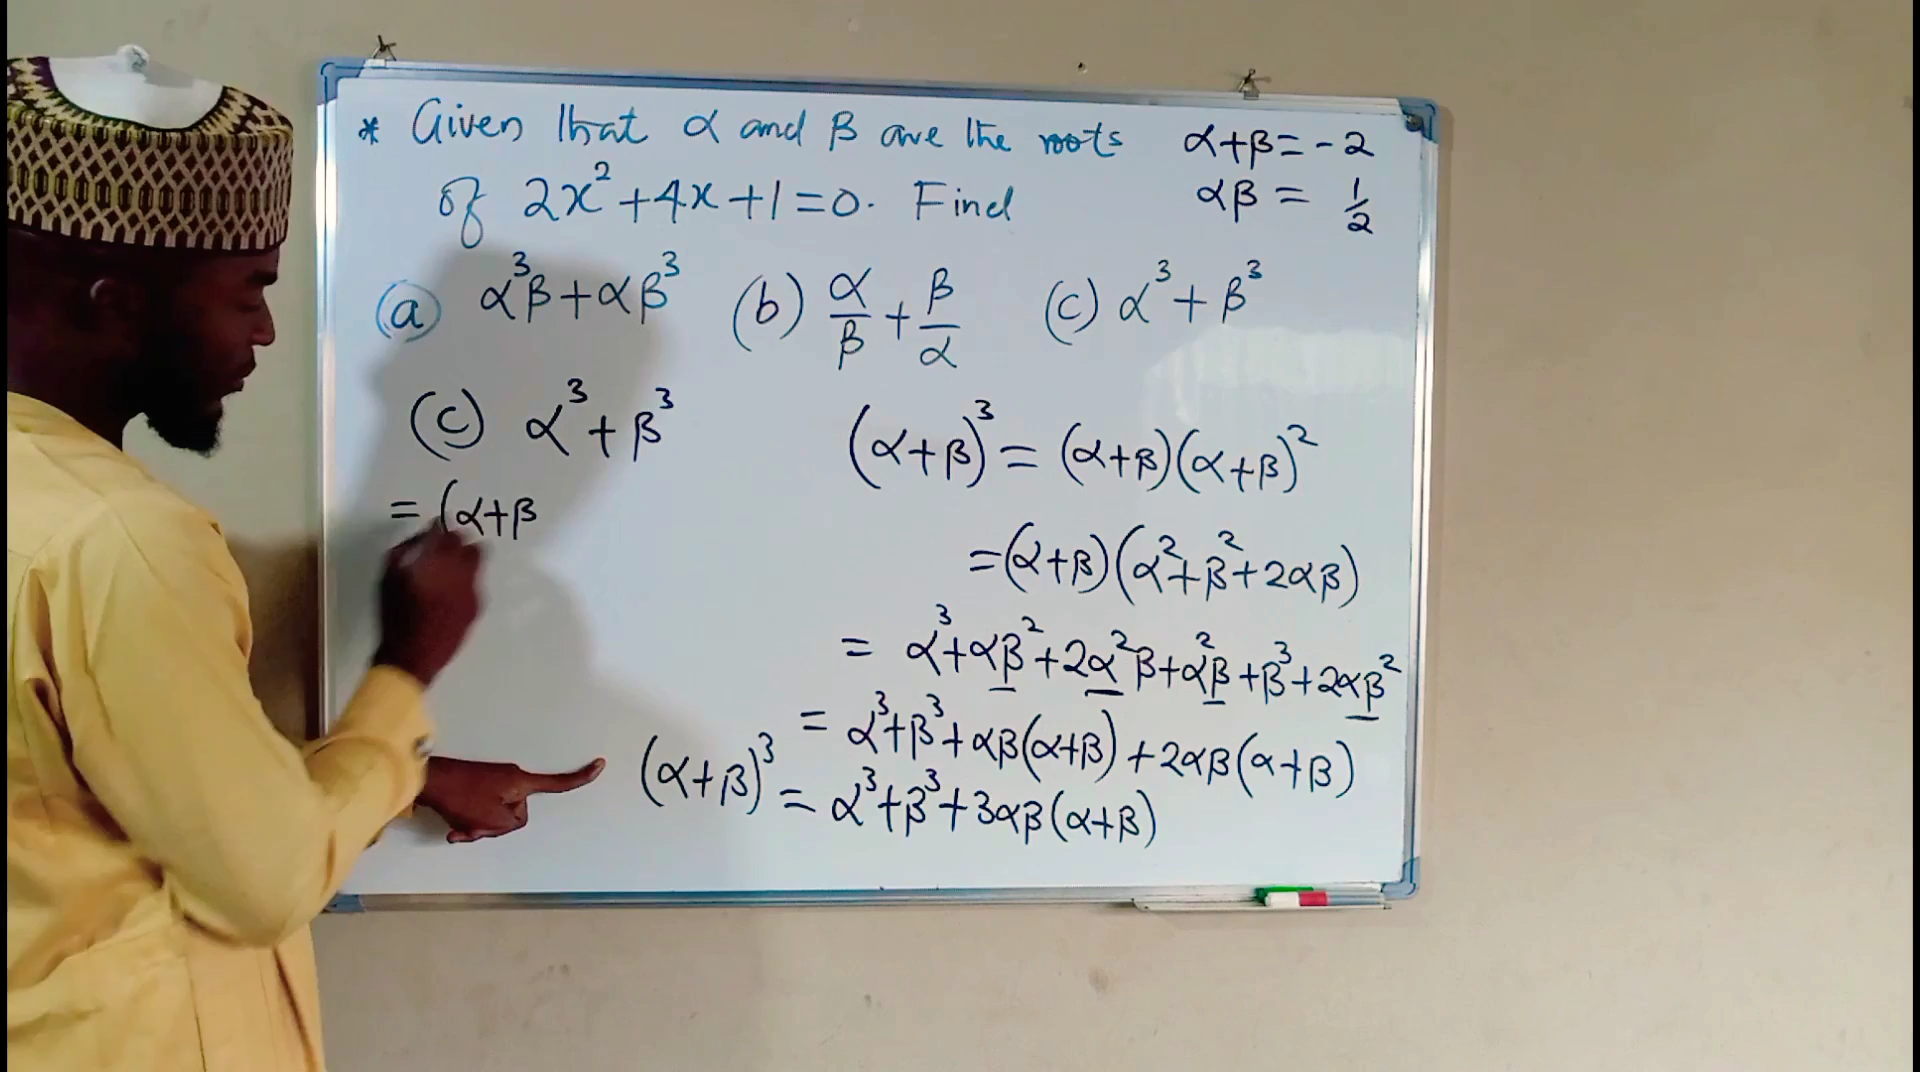 * Given that α and β are the roots
of 2x² + 4x + 1 = 0. Find
α + β = -2
αβ = 1/2
(a) α³β + αβ³ (b) α/β + β/α (c) α³ + β³
(c) α³ + β³
= (α+β
(α+β)³ = (α+β)(α+β)²
= (α+β)(α²+β²+2αβ)
= α³+αβ²+2α²β+α²β+β³+2αβ²
= α³+β³+αβ(α+β)+2αβ(α+β)
(α+β)³ = α³+β³+3αβ(α+β)